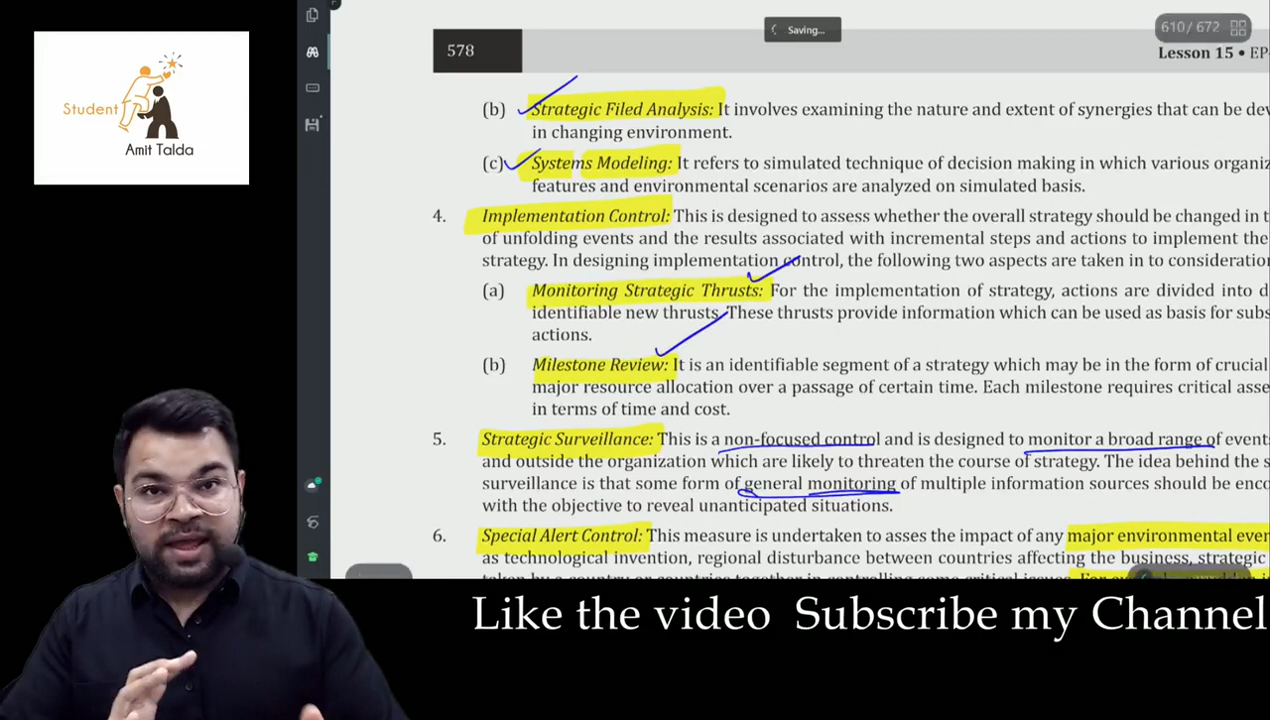 Student
Amit Talda
Saving...
610 / 672
578
Lesson 15 • EP-
(b) Strategic Filed Analysis: It involves examining the nature and extent of synergies that can be dev
in changing environment.
(c) Systems Modeling: It refers to simulated technique of decision making in which various organiz
features and environmental scenarios are analyzed on simulated basis.
4. Implementation Control: This is designed to assess whether the overall strategy should be changed in t
of unfolding events and the results associated with incremental steps and actions to implement the
strategy. In designing implementation control, the following two aspects are taken in to consideratio
(a) Monitoring Strategic Thrusts: For the implementation of strategy, actions are divided into d
identifiable new thrusts. These thrusts provide information which can be used as basis for subs
actions.
(b) Milestone Review: It is an identifiable segment of a strategy which may be in the form of crucial
major resource allocation over a passage of certain time. Each milestone requires critical asse
in terms of time and cost.
5. Strategic Surveillance: This is a non-focused control and is designed to monitor a broad range of event
and outside the organization which are likely to threaten the course of strategy. The idea behind the s
surveillance is that some form of general monitoring of multiple information sources should be enco
with the objective to reveal unanticipated situations.
6. Special Alert Control: This measure is undertaken to asses the impact of any major environmental even
as technological invention, regional disturbance between countries affecting the business, strategic
taken by a country or countries together in controlling some critical issues.
Like the video Subscribe my Channel